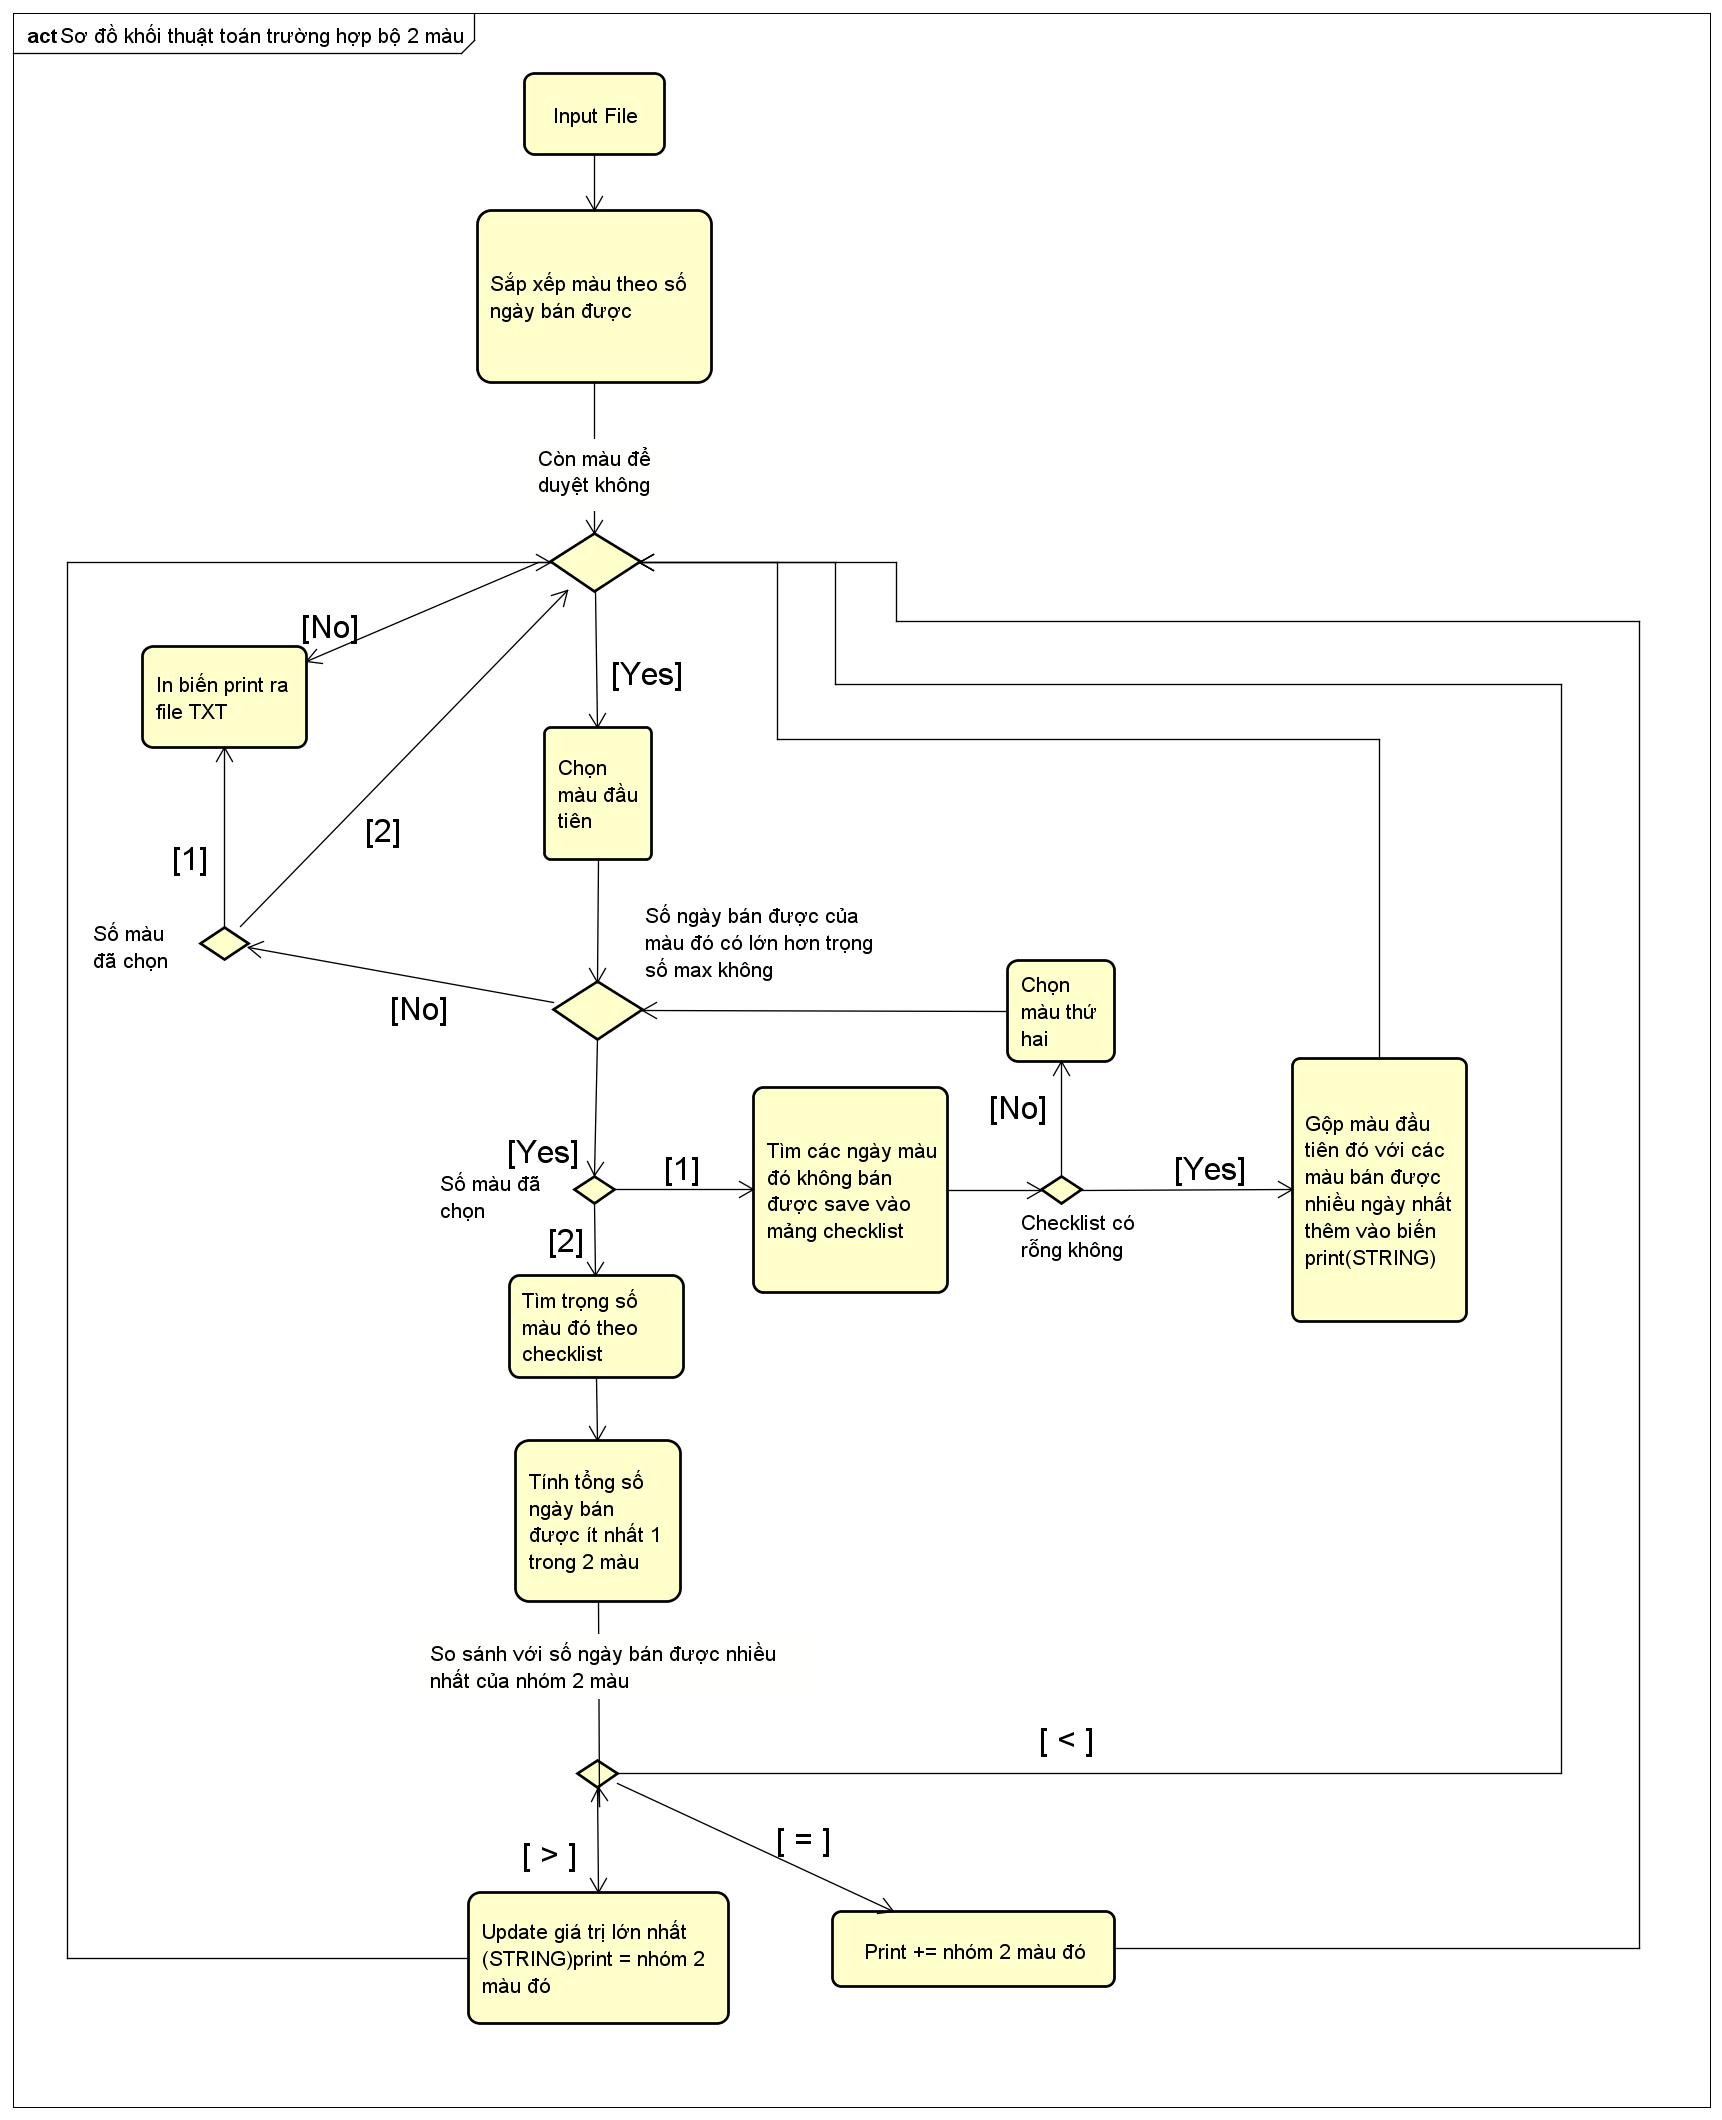 act Sơ đồ khối thuật toán trường hợp bộ 2 màu
Input File
Sắp xếp màu theo số
ngày bán được
Còn màu để
duyệt không
[No]
[Yes]
In biến print ra
file TXT
Chọn
màu đầu
tiên
[2]
[1]
Số màu
đã chọn
Số ngày bán được của
màu đó có lớn hơn trọng
số max không
[No]
Chọn
màu thứ
hai
[No]
[Yes]
Số màu đã
chọn
[1]
[2]
Tìm các ngày màu
đó không bán
được save vào
mảng checklist
Checklist có
rỗng không
[Yes]
Gộp màu đầu
tiên đó với các
màu bán được
nhiều ngày nhất
thêm vào biến
print(STRING)
Tìm trọng số
màu đó theo
checklist
Tính tổng số
ngày bán
được ít nhất 1
trong 2 màu
So sánh với số ngày bán được nhiều
nhất của nhóm 2 màu
[ < ]
[ = ]
[ > ]
Update giá trị lớn nhất
(STRING)print = nhóm 2
màu đó
Print += nhóm 2 màu đó